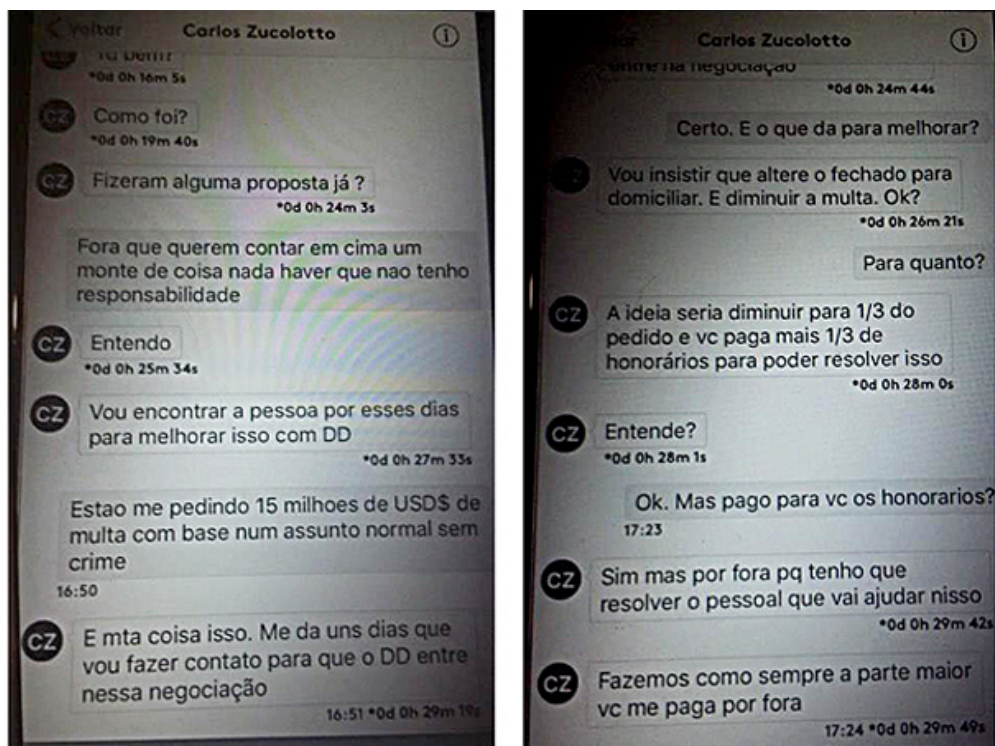 Voltar
Carlos Zucolotto
*0d 0h 16m 5s
CZ
Como foi?
*0d 0h 19m 40s
CZ
Fizeram alguma proposta já ?
*0d 0h 24m 3s
Fora que querem contar em cima um
monte de coisa nada haver que nao tenho
responsabilidade
CZ
Entendo
*0d 0h 25m 34s
CZ
Vou encontrar a pessoa por esses dias
para melhorar isso com DD
*0d 0h 27m 33s
Estao me pedindo 15 milhoes de USD$ de
multa com base num assunto normal sem
crime
16:50
CZ
E mta coisa isso. Me da uns dias que
vou fazer contato para que o DD entre
nessa negociação
16:51 *0d 0h 29m 19s
Carlos Zucolotto
entre na negociação
*0d 0h 24m 44s
Certo. E o que da para melhorar?
Vou insistir que altere o fechado para
domiciliar. E diminuir a multa. Ok?
*0d 0h 26m 21s
Para quanto?
CZ
A ideia seria diminuir para 1/3 do
pedido e vc paga mais 1/3 de
honorários para poder resolver isso
*0d 0h 28m 0s
CZ
Entende?
*0d 0h 28m 1s
Ok. Mas pago para vc os honorarios?
17:23
CZ
Sim mas por fora pq tenho que
resolver o pessoal que vai ajudar nisso
*0d 0h 29m 42s
CZ
Fazemos como sempre a parte maior
vc me paga por fora
17:24 *0d 0h 29m 49s